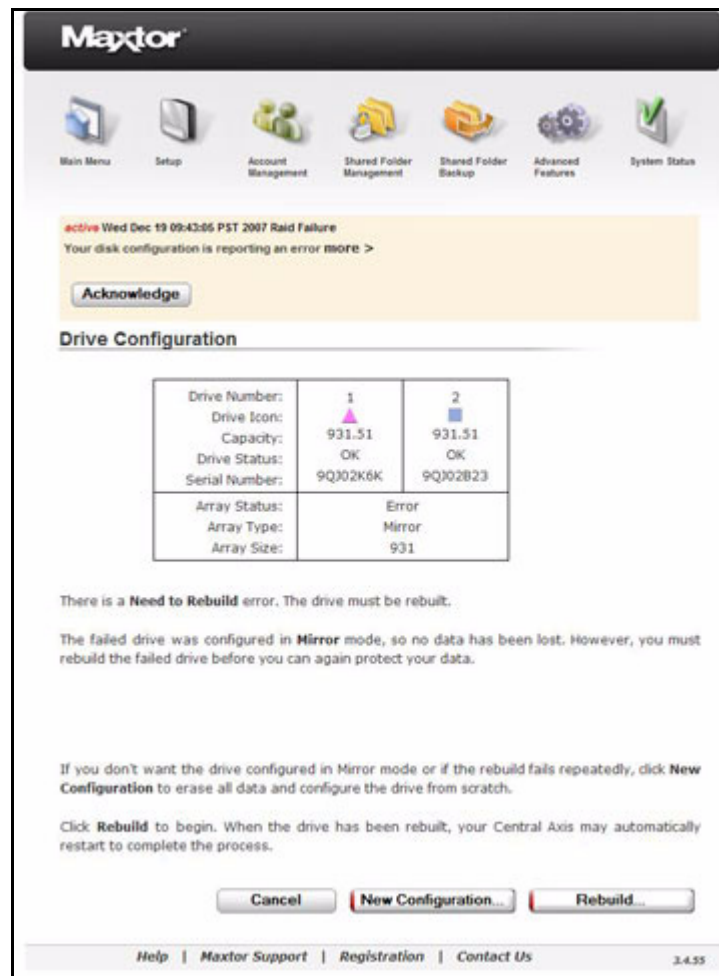 Maxtor
Main Menu
Setup
Account Management
Shared Folder Management
Shared Folder Backup
Advanced Features
System Status
active Wed Dec 19 09:43:05 PST 2007 Raid Failure
Your disk configuration is reporting an error more >
Acknowledge
Drive Configuration
Drive Number: 1 2
Drive Icon:
Capacity: 931.51 931.51
Drive Status: OK OK
Serial Number: 9QJ02K6K 9QJ02B23
Array Status: Error
Array Type: Mirror
Array Size: 931
There is a Need to Rebuild error. The drive must be rebuilt.
The failed drive was configured in Mirror mode, so no data has been lost. However, you must
rebuild the failed drive before you can again protect your data.
If you don't want the drive configured in Mirror mode or if the rebuild fails repeatedly, click New
Configuration to erase all data and configure the drive from scratch.
Click Rebuild to begin. When the drive has been rebuilt, your Central Axis may automatically
restart to complete the process.
Cancel
New Configuration...
Rebuild...
Help | Maxtor Support | Registration | Contact Us
3.4.55